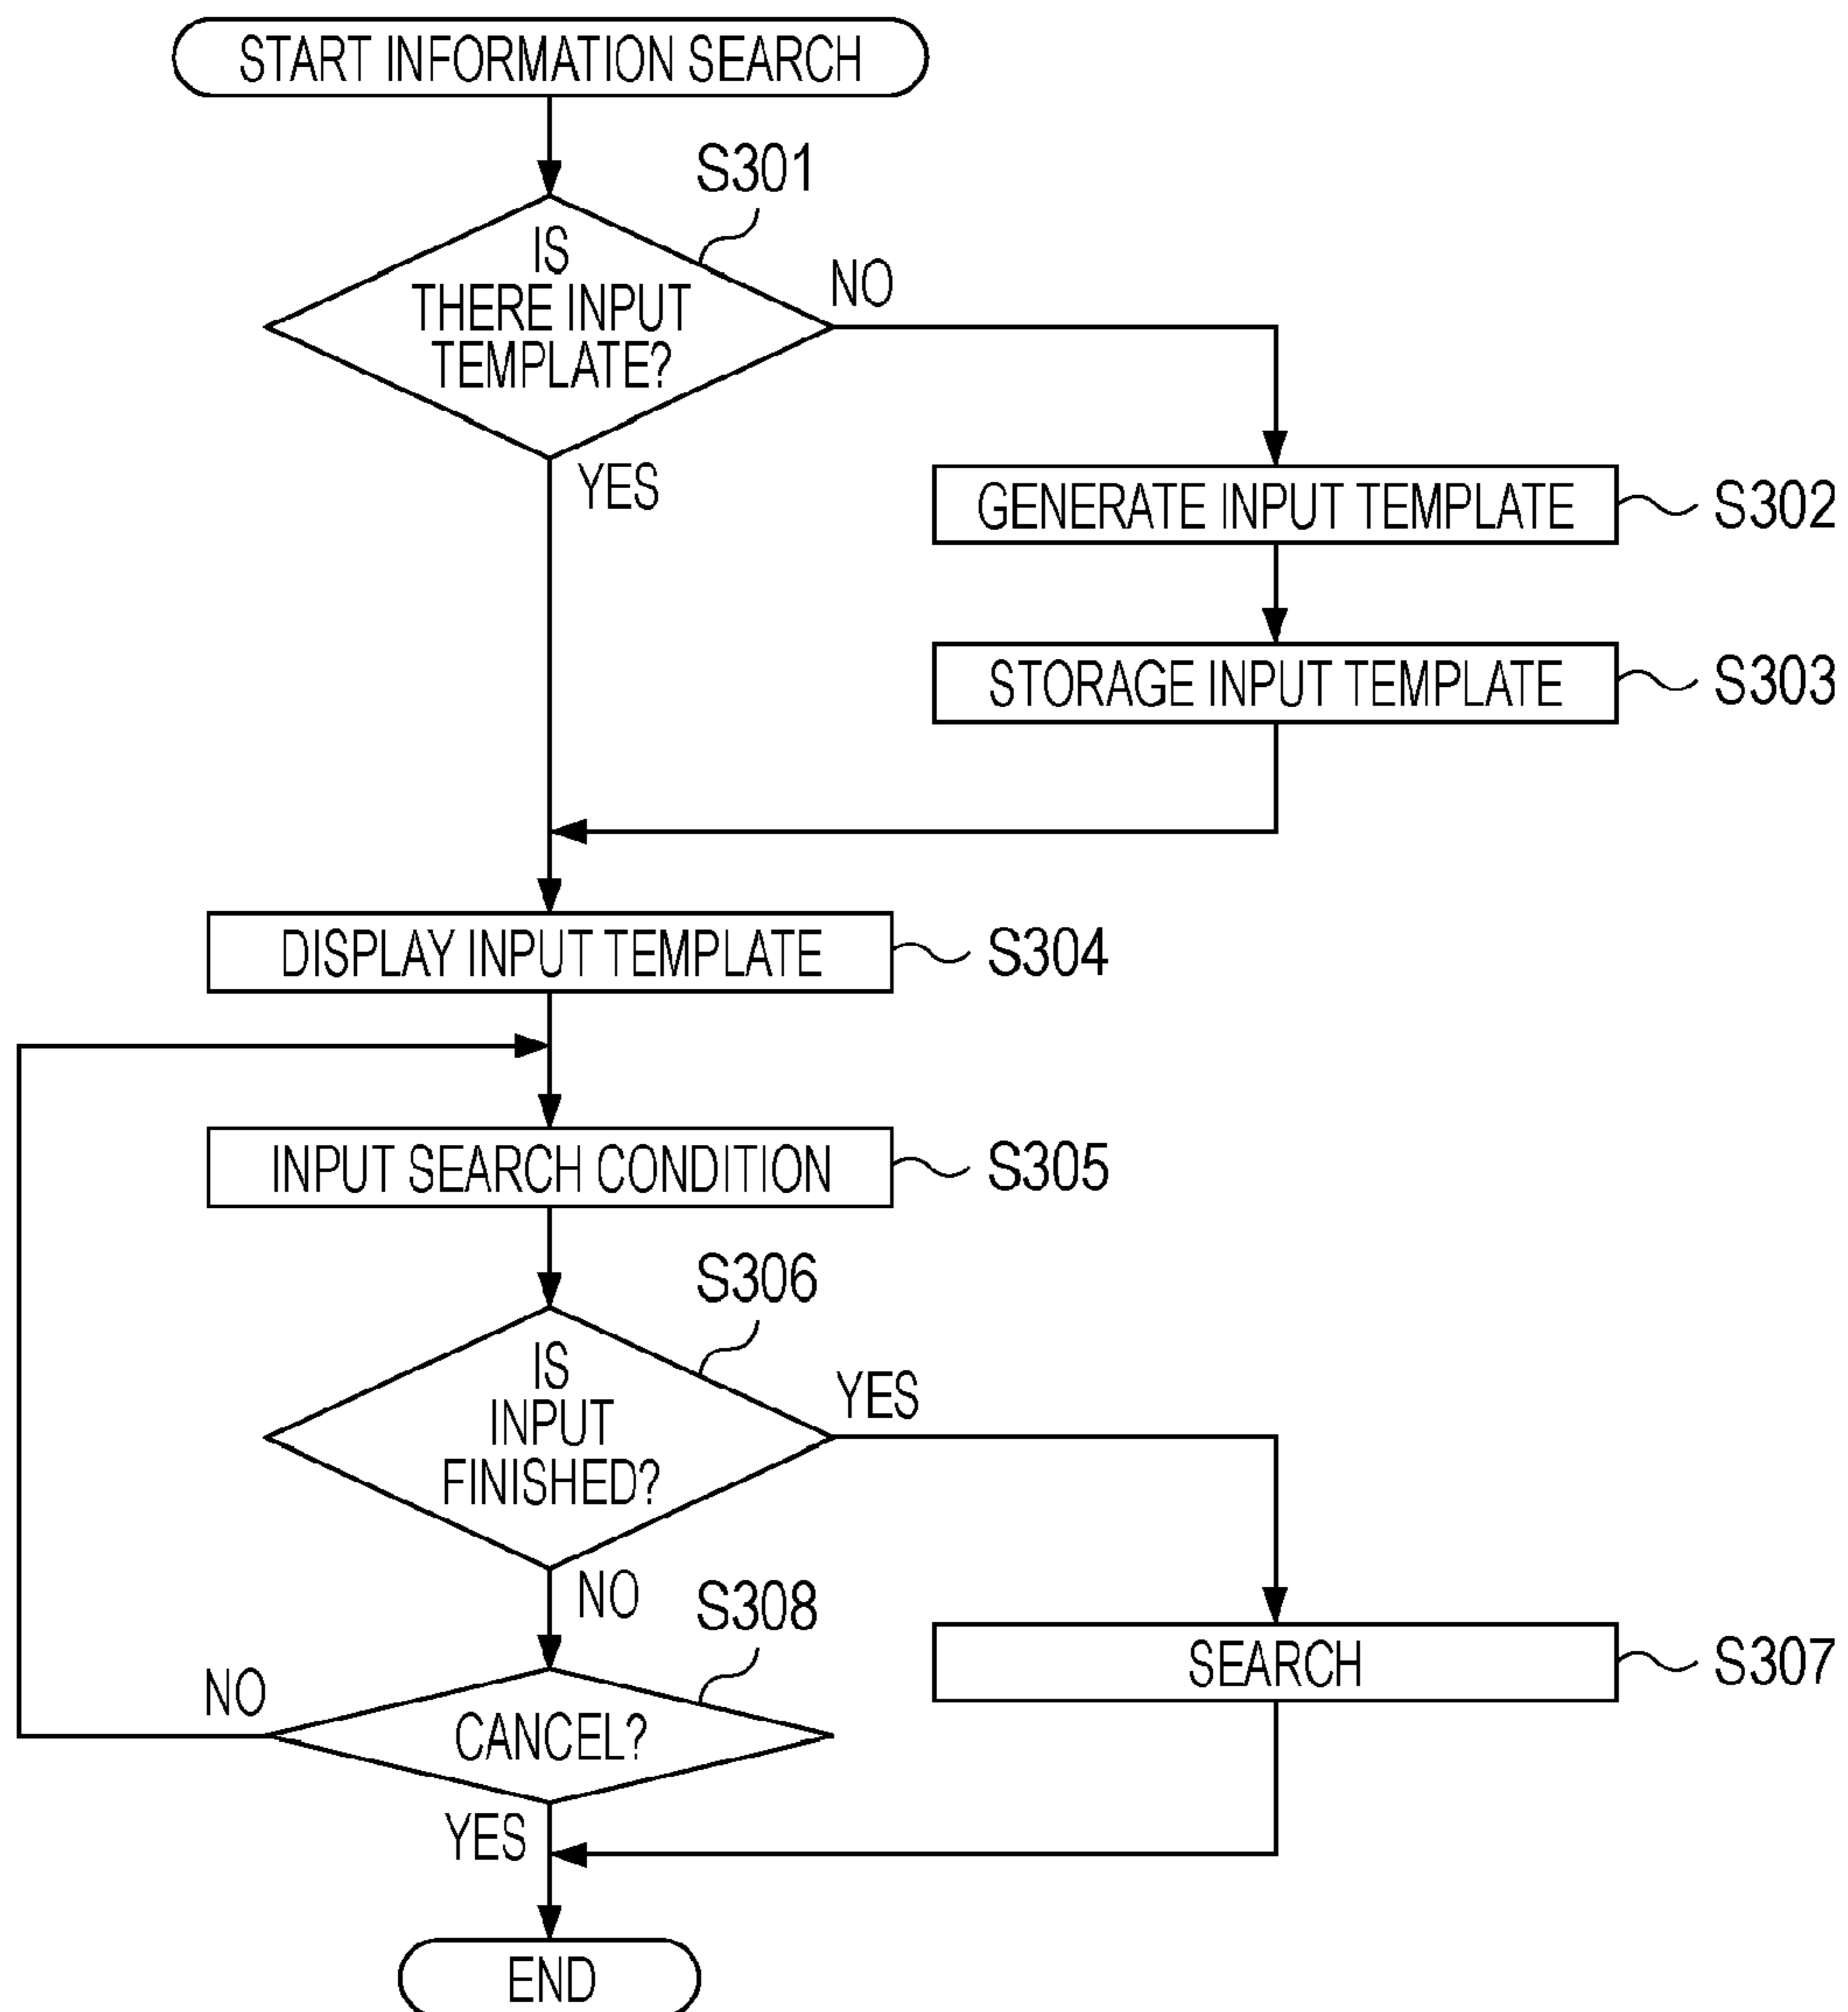 START INFORMATION SEARCH
S301
IS
THERE INPUT
TEMPLATE?
NO
YES
GENERATE INPUT TEMPLATE
S302
STORAGE INPUT TEMPLATE
S303
DISPLAY INPUT TEMPLATE
S304
INPUT SEARCH CONDITION
S305
S306
IS
INPUT
FINISHED?
YES
NO
S308
SEARCH
S307
NO
CANCEL?
YES
END